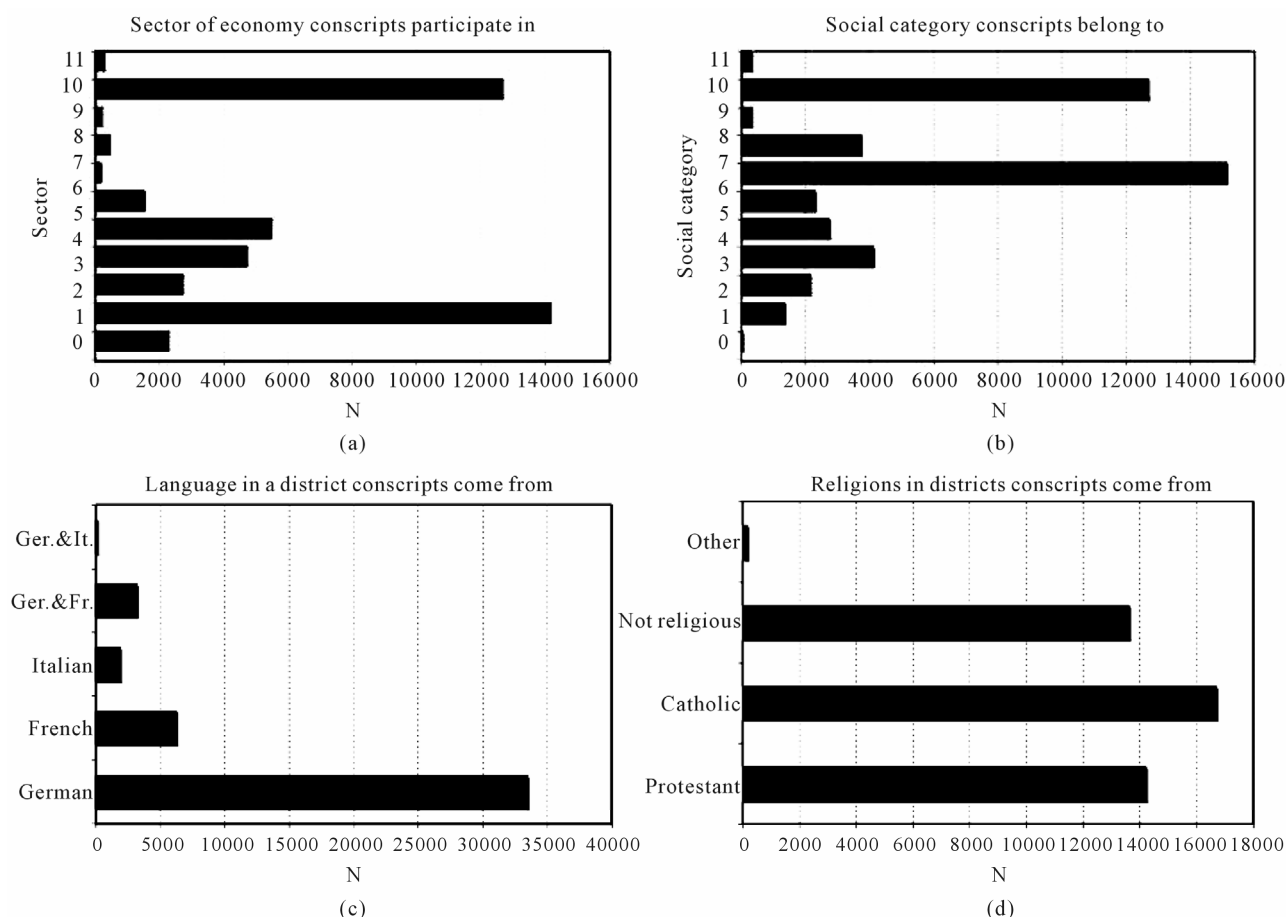 Sector of economy conscripts participate in
11
10
9
8
7
6
5
4
3
2
1
0
Sector
0 2000 4000 6000 8000 10000 12000 14000 16000
N
(a)
Social category conscripts belong to
11
10
9
8
7
6
5
4
3
2
1
0
Social category
0 2000 4000 6000 8000 10000 12000 14000 16000
N
(b)
Language in a district conscripts come from
Ger.&It.
Ger.&Fr.
Italian
French
German
0 5000 10000 15000 20000 25000 30000 35000 40000
N
(c)
Religions in districts conscripts come from
Other
Not religious
Catholic
Protestant
0 2000 4000 6000 8000 10000 12000 14000 16000 18000
N
(d)